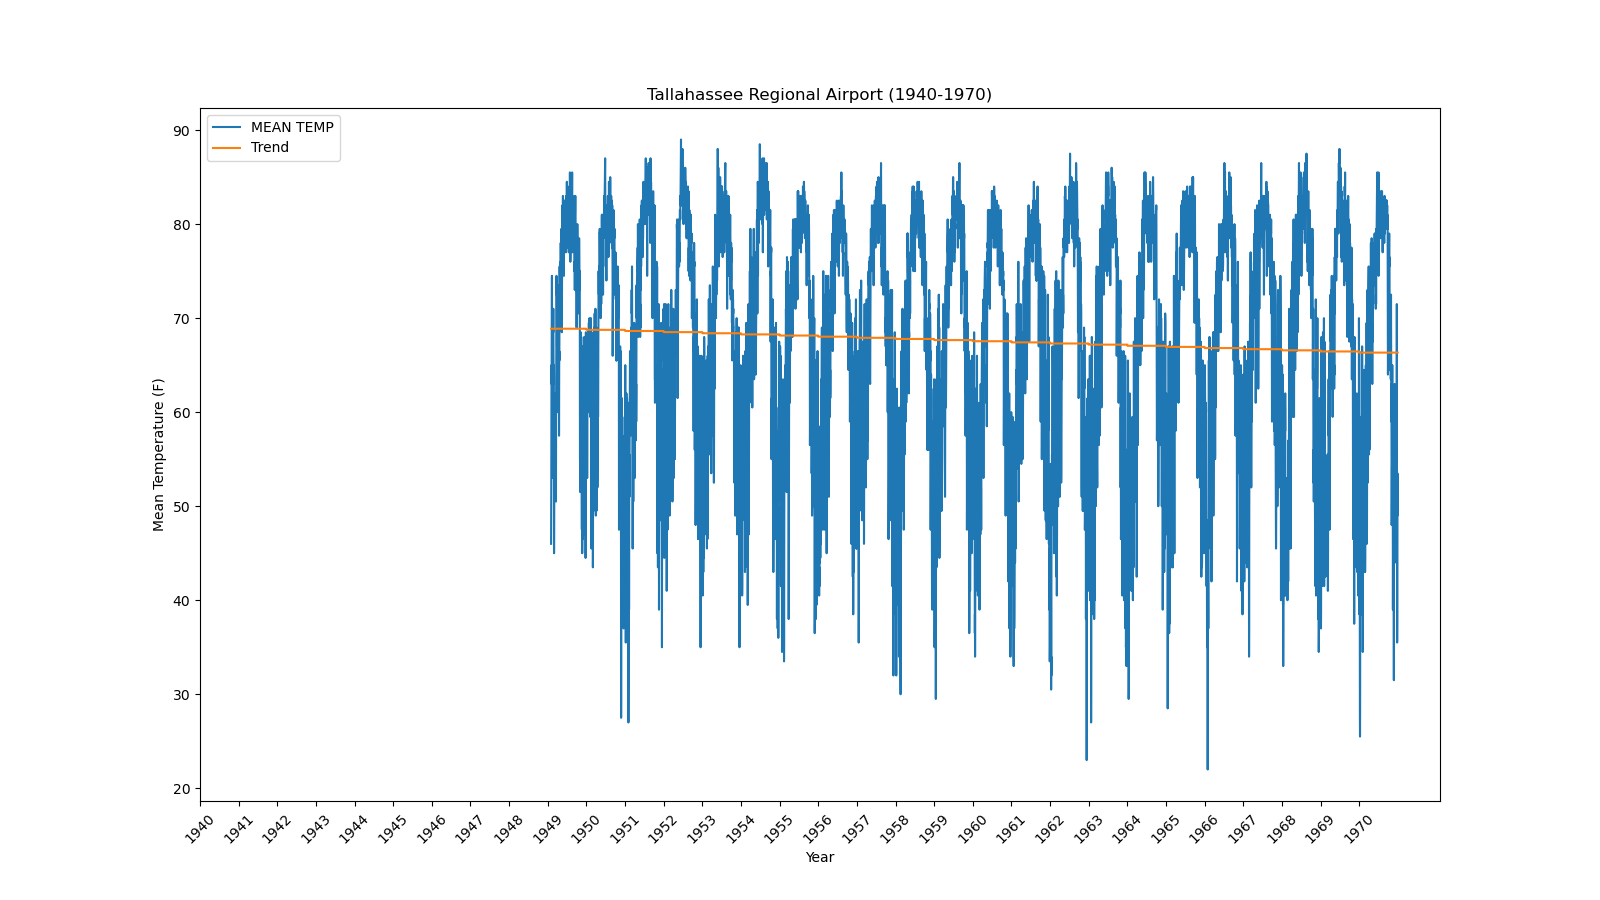 Tallahassee Regional Airport (1940-1970)
MEAN TEMP
Trend
90
80
70
60
50
40
30
20
Mean Temperature (F)
1940 1941 1942 1943 1944 1945 1946 1947 1948 1949 1950 1951 1952 1953 1954 1955 1956 1957 1958 1959 1960 1961 1962 1963 1964 1965 1966 1967 1968 1969 1970
Year